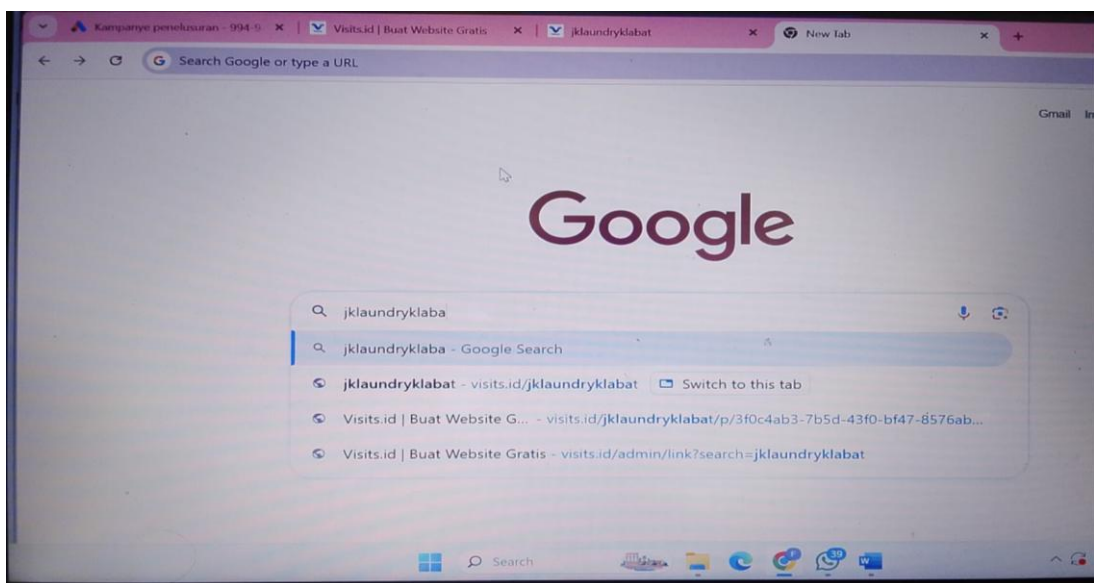 Kampanye penelusuran - 994-9
Visits.id | Buat Website Gratis
jklaundryklabat
New Tab
Search Google or type a URL
Gmail
Google
jklaundryklaba
jklaundryklaba - Google Search
jklaundryklabat - visits.id/jklaundryklabat Switch to this tab
Visits.id | Buat Website G... - visits.id/jklaundryklabat/p/3f0c4ab3-7b5d-43f0-bf47-8576ab...
Visits.id | Buat Website Gratis - visits.id/admin/link?search=jklaundryklabat
Search
39